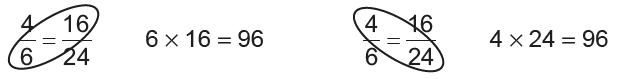 4/6 = 16/24   6 × 16 = 96   4/6 = 16/24   4 × 24 = 96